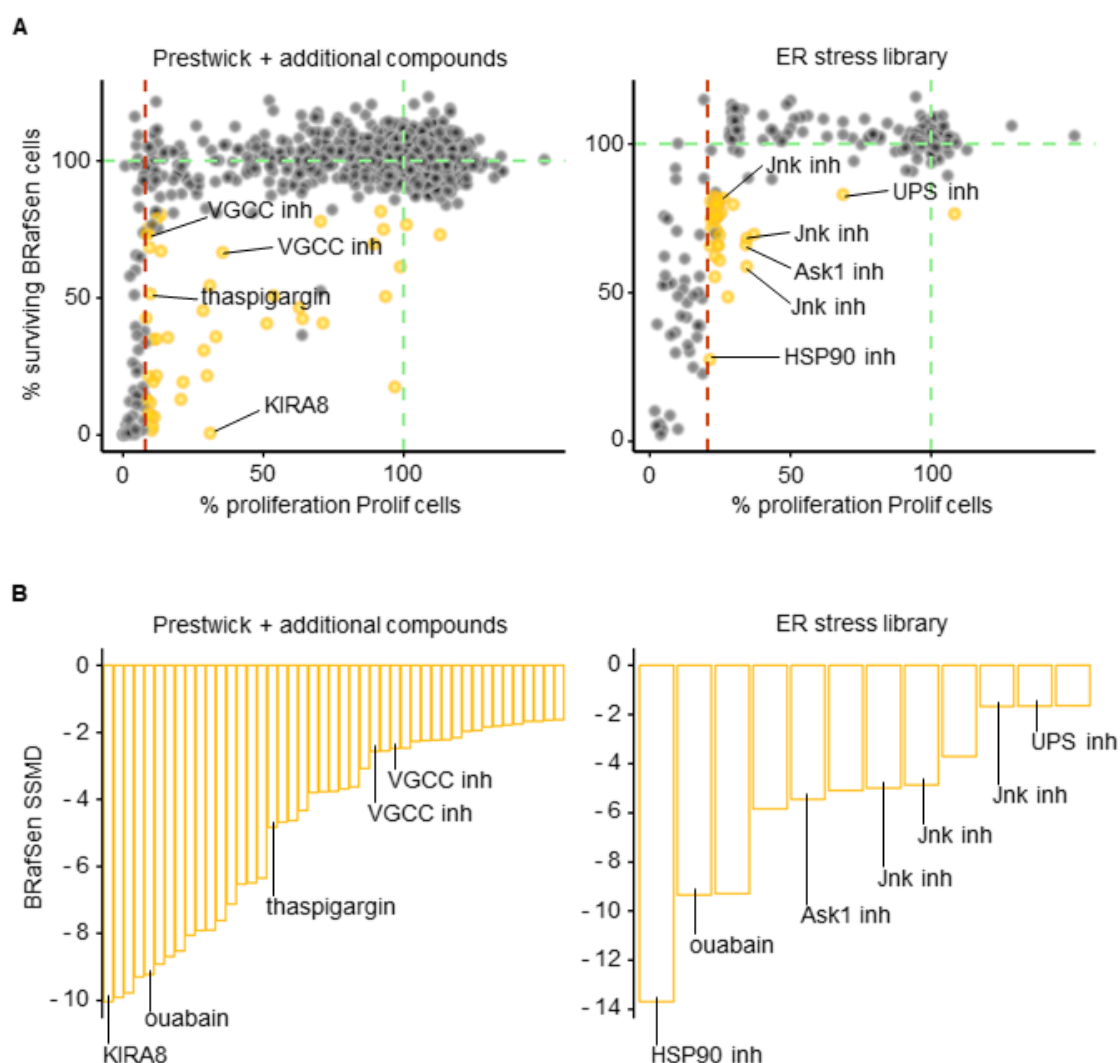 A
Prestwick + additional compounds
ER stress library
% surviving BRafSen cells
100
50
0
VGCC inh
VGCC inh
thaspigargin
KIRA8
0
50
100
% proliferation Prolif cells
100
50
0
Jnk inh
UPS inh
Jnk inh
Ask1 inh
Jnk inh
HSP90 inh
0
50
100
% proliferation Prolif cells
B
Prestwick + additional compounds
ER stress library
BRafSen SSMD
0
- 2
- 4
- 6
- 8
- 10
VGCC inh
VGCC inh
thaspigargin
ouabain
KIRA8
0
- 2
- 4
- 6
- 8
- 10
- 12
- 14
UPS inh
Jnk inh
Jnk inh
Jnk inh
Ask1 inh
ouabain
HSP90 inh